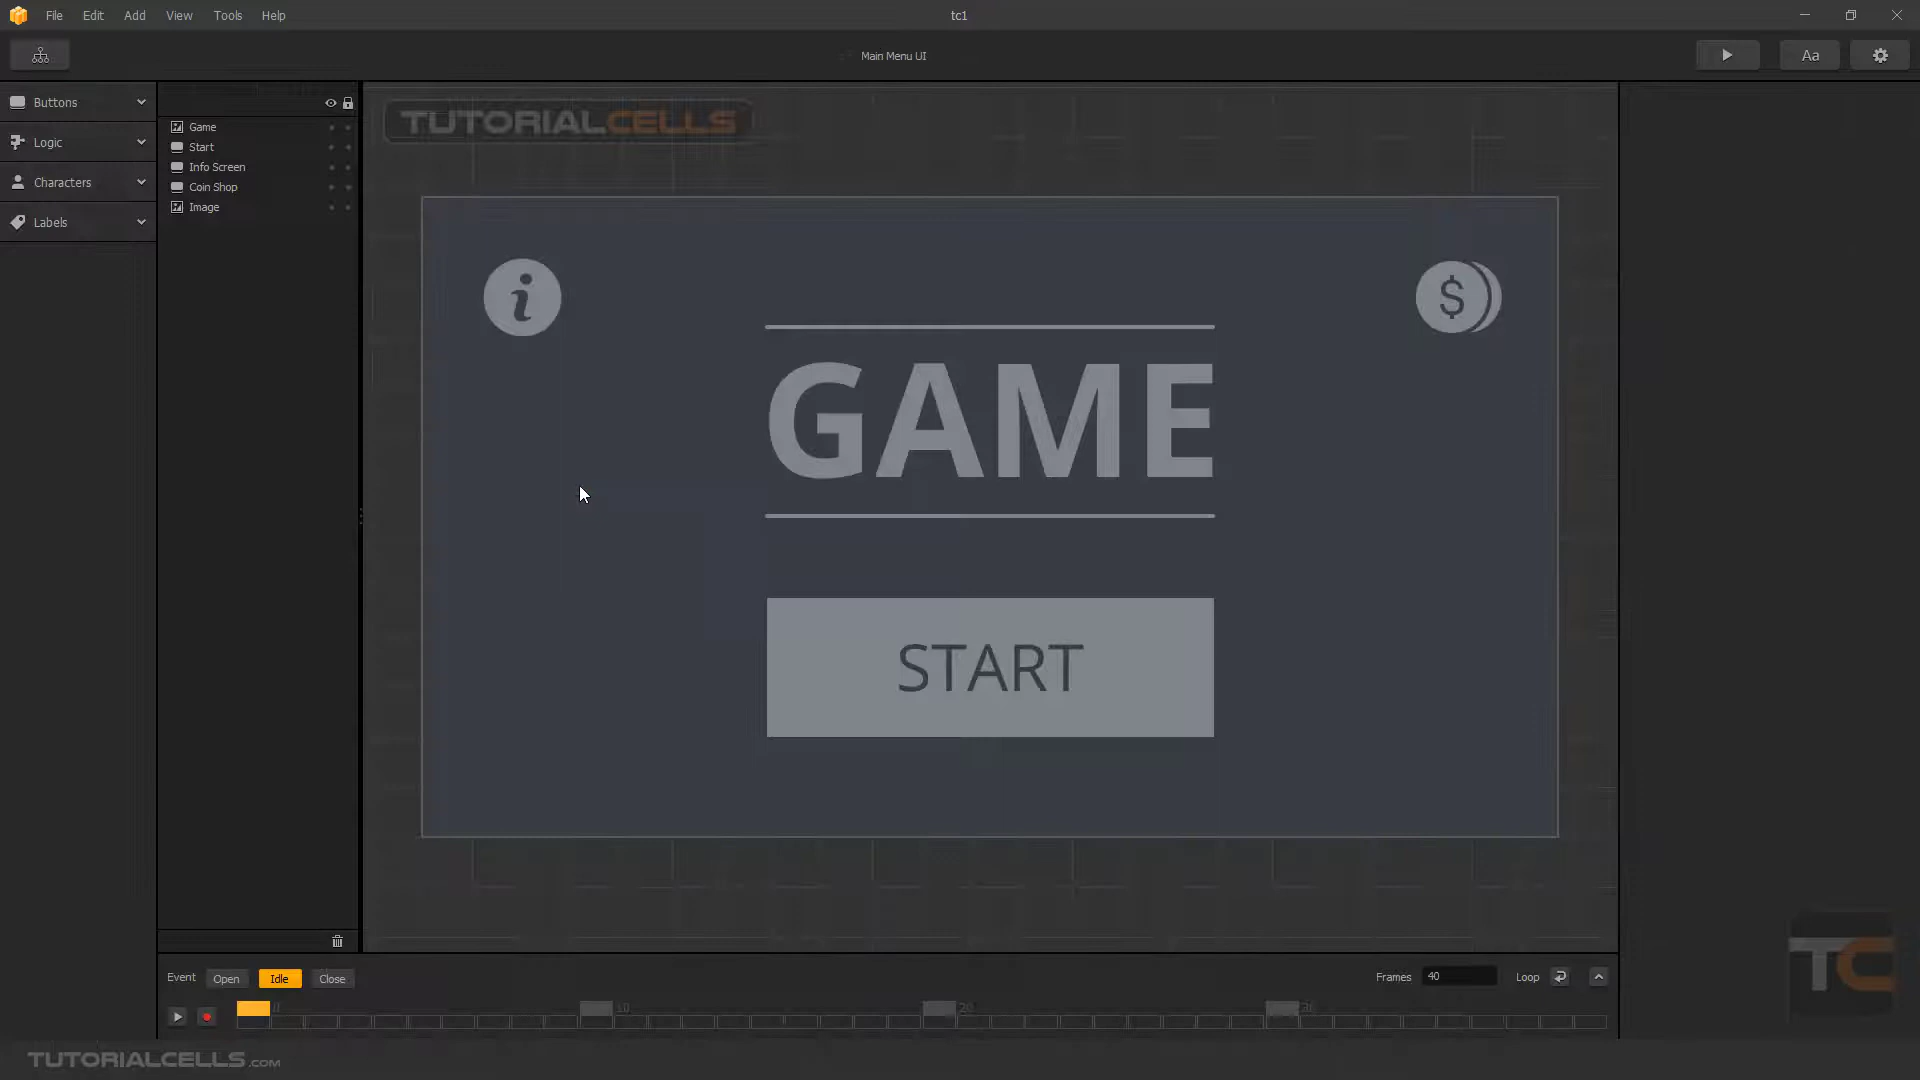 File Edit Add View Tools Help
tc1
Main Menu UI
Aa
Buttons
Logic
Characters
Labels
Game
Start
Info Screen
Coin Shop
Image
TUTORIALCELLS
i
$
GAME
START
Event Open Idle Close
Frames 40 Loop
0 10 20 30
TC
TUTORIALCELLS.COM